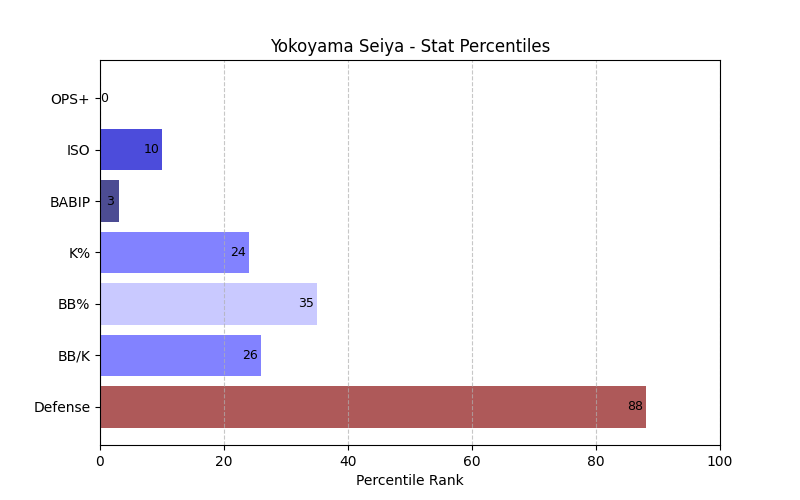 Yokoyama Seiya - Stat Percentiles
OPS+ 0
ISO 10
BABIP 3
K% 24
BB% 35
BB/K 26
Defense 88
0 20 40 60 80 100
Percentile Rank